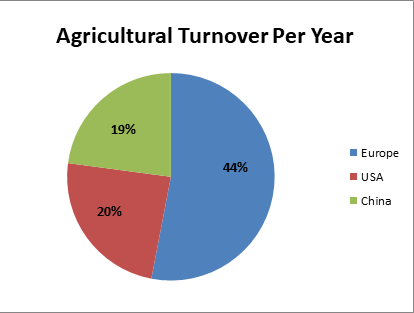 Agricultural Turnover Per Year
19%
44%
20%
Europe
USA
China